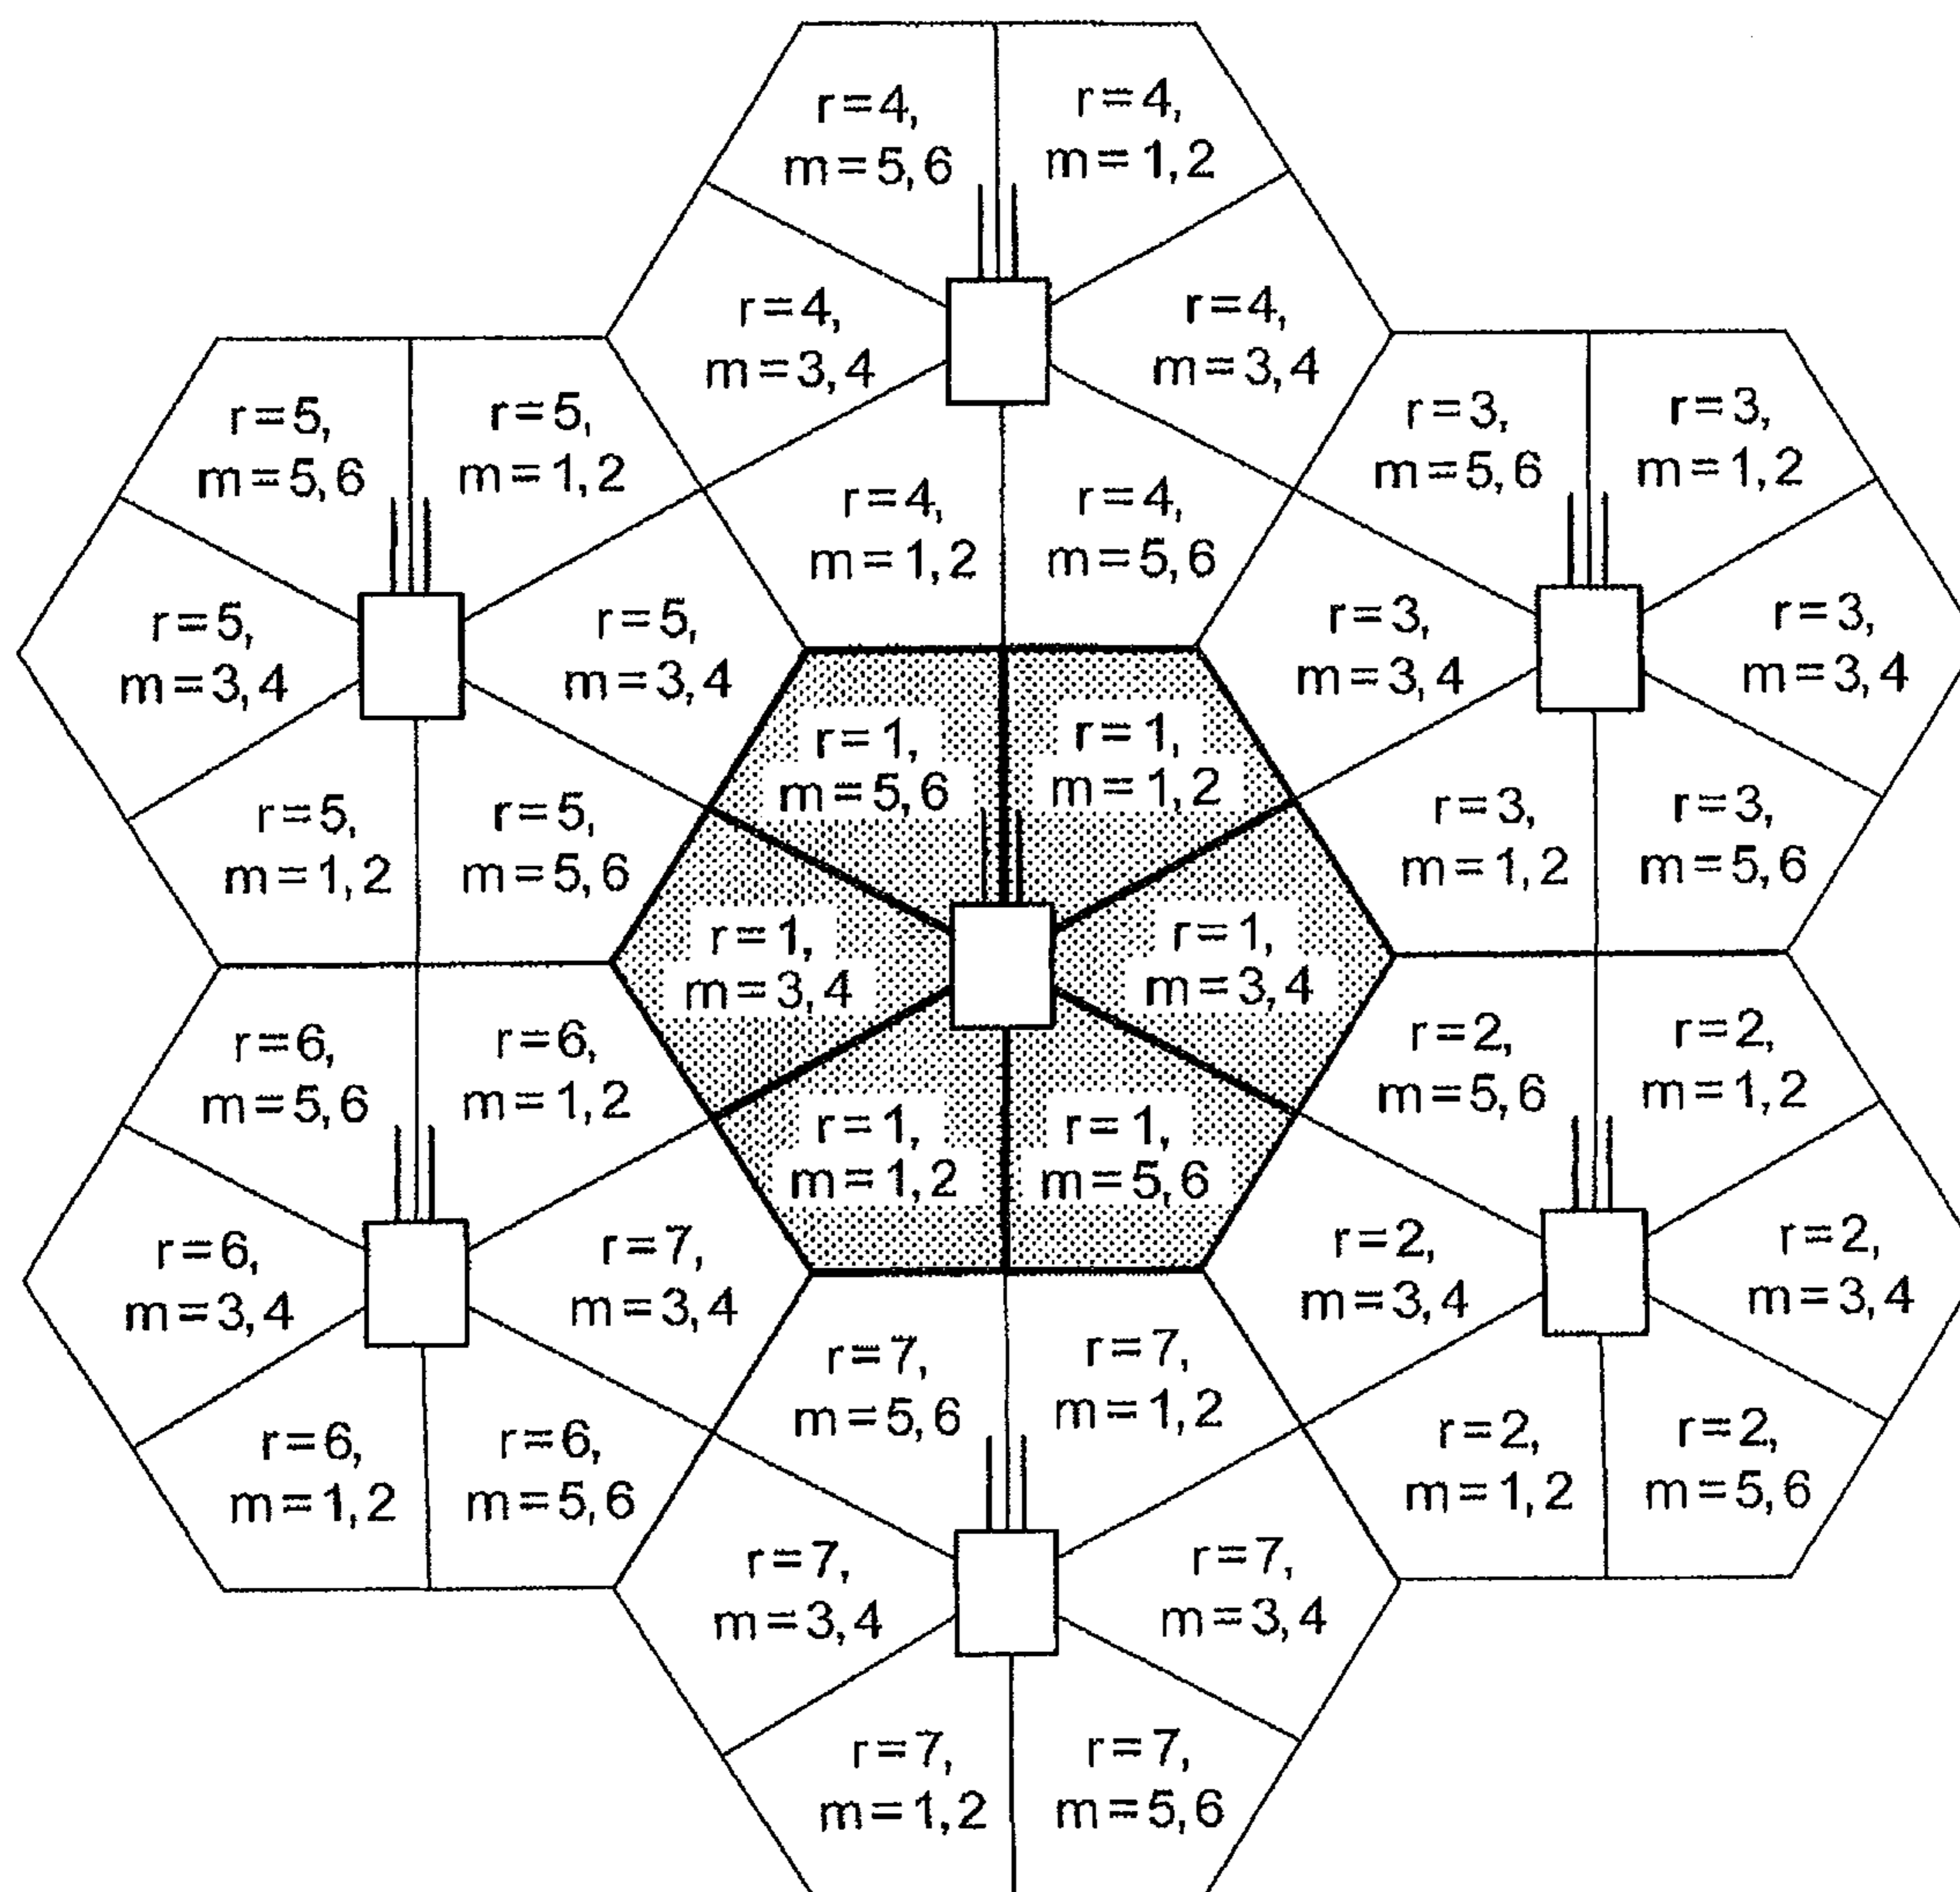 r=4,
m=5,6
r=4,
m=1,2
r=4,
m=3,4
r=4,
m=3,4
r=4,
m=1,2
r=4,
m=5,6
r=5,
m=5,6
r=5,
m=1,2
r=5,
m=3,4
r=5,
m=3,4
r=5,
m=1,2
r=5,
m=5,6
r=3,
m=5,6
r=3,
m=1,2
r=3,
m=3,4
r=3,
m=3,4
r=3,
m=1,2
r=3,
m=5,6
r=1,
m=5,6
r=1,
m=1,2
r=1,
m=3,4
r=1,
m=3,4
r=1,
m=1,2
r=1,
m=5,6
r=6,
m=5,6
r=6,
m=1,2
r=6,
m=3,4
r=7,
m=3,4
r=6,
m=1,2
r=6,
m=5,6
r=2,
m=5,6
r=2,
m=1,2
r=2,
m=3,4
r=2,
m=3,4
r=2,
m=1,2
r=2,
m=5,6
r=7,
m=5,6
r=7,
m=1,2
r=7,
m=3,4
r=7,
m=3,4
r=7,
m=1,2
r=7,
m=5,6